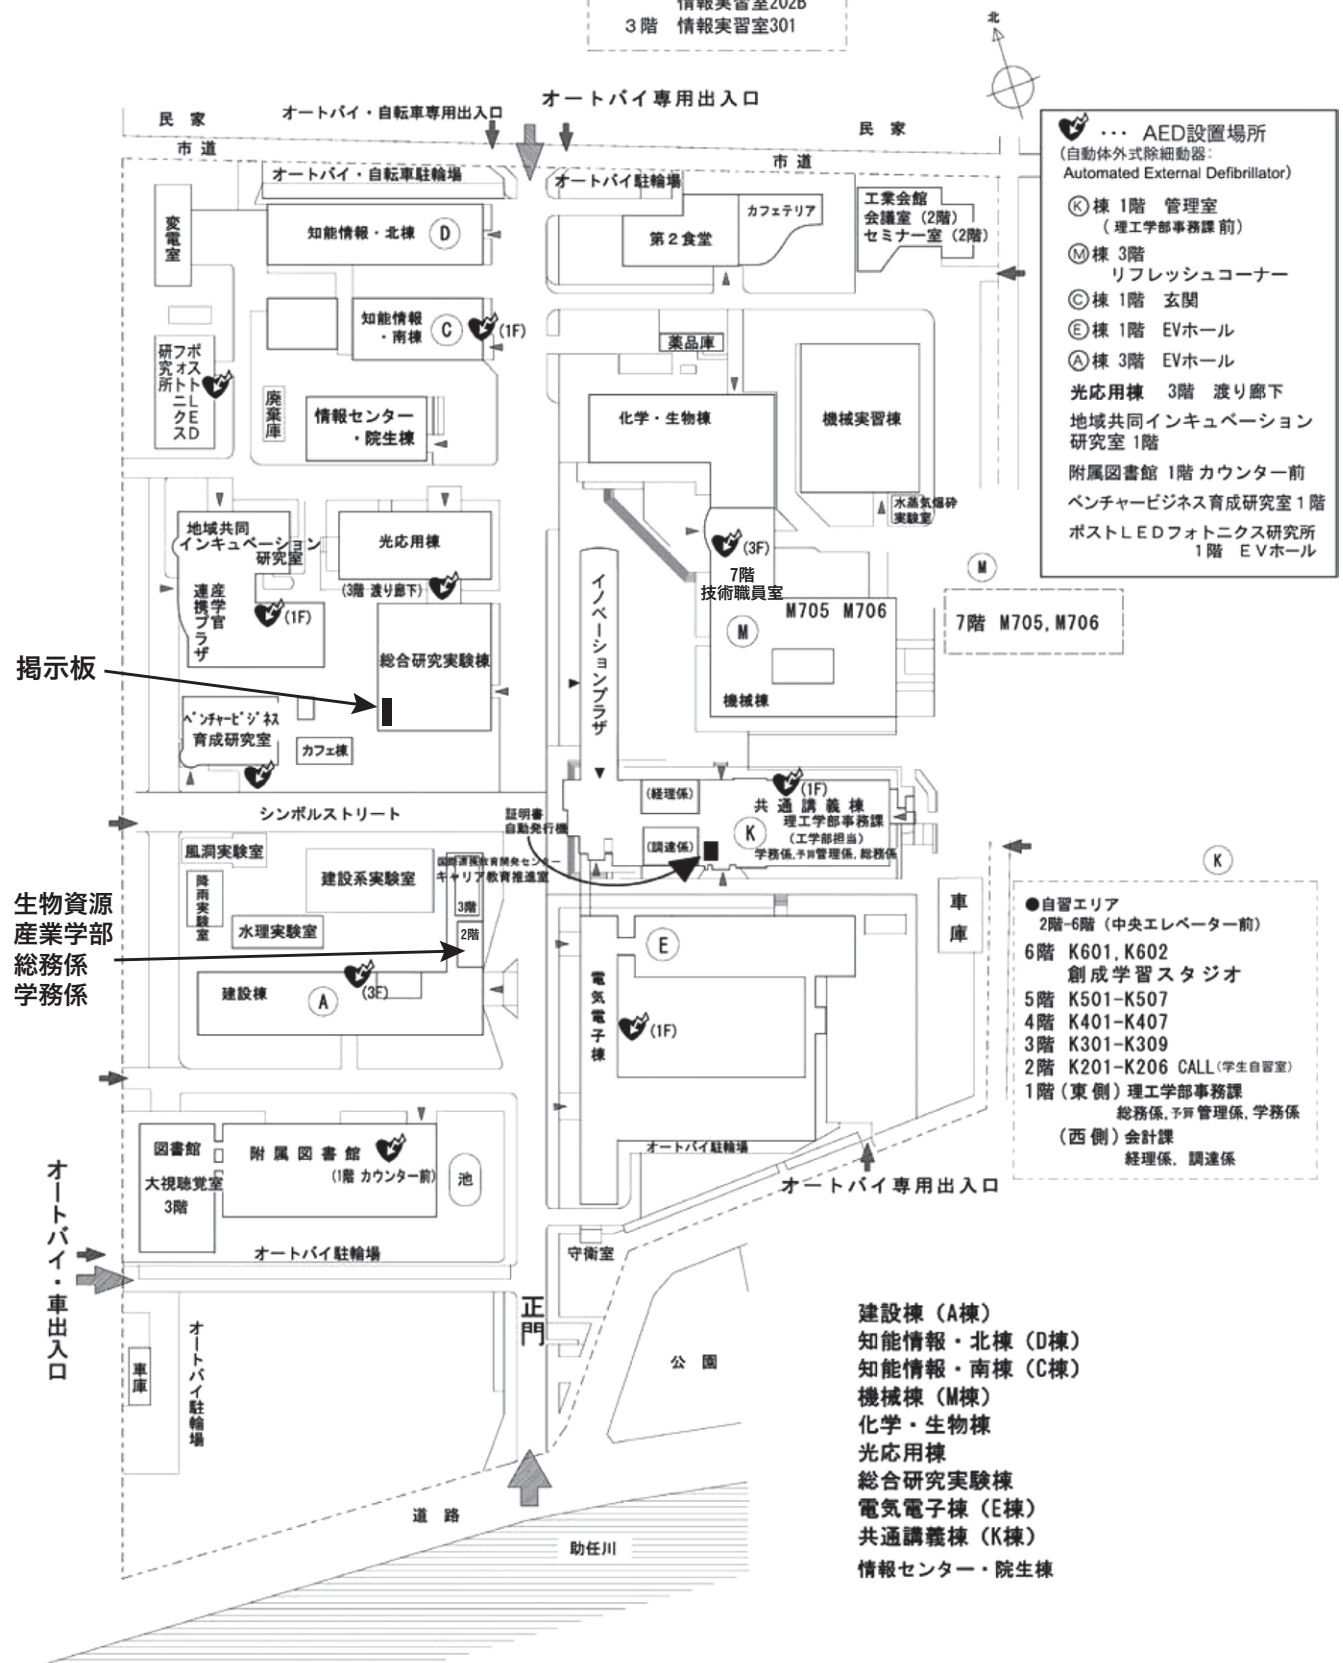 情報実習室202B
3階 情報実習室301
北
オートバイ・自転車専用出入口
オートバイ専用出入口
民家
民家
市道
市道
オートバイ・自転車駐輪場
オートバイ駐輪場
カフェテリア
工業会館
会議室(2階)
セミナー室(2階)
変電室
知能情報・北棟 D
第2食堂
知能情報
・南棟
C
(1F)
薬品庫
ポストLED
フォトニクス
研究所
廃棄庫
情報センター
・院生棟
化学・生物棟
機械実習棟
水蒸気爆砕
実験室
地域共同
インキュベーション
研究室
光応用棟
(3階 渡り廊下)
産学官
連携プラザ
(1F)
(3F)
7階
技術職員室
M705 M706
M
機械棟
イノベーションプラザ
総合研究実験棟
掲示板
ベンチャービジネス
育成研究室
カフェ棟
シンボルストリート
証明書
自動発行機
(経理係)
(調達係)
(1F)
共通講義棟
K
理工学部事務課
(工学部担当)
学務係,予算管理係,総務係
風洞実験室
降雨実験室
建設系実験室
水理実験室
国際連携教育開発センター
キャリア教育推進室
3階
2階
生物資源
産業学部
総務係
学務係
建設棟
A
(3F)
E
電気電子棟
(1F)
車庫
図書館
大視聴覚室
3階
附属図書館
(1階 カウンター前)
池
オートバイ駐輪場
オートバイ専用出入口
オートバイ駐輪場
守衛室
オートバイ・車出入口
正門
車庫
オートバイ駐輪場
公園
道路
助任川
… AED設置場所
(自動体外式除細動器:
Automated External Defibrillator)
Ⓚ棟 1階 管理室
(理工学部事務課前)
Ⓜ棟 3階
リフレッシュコーナー
Ⓒ棟 1階 玄関
Ⓔ棟 1階 EVホール
Ⓐ棟 3階 EVホール
光応用棟 3階 渡り廊下
地域共同インキュベーション
研究室 1階
附属図書館 1階 カウンター前
ベンチャービジネス育成研究室1階
ポストLEDフォトニクス研究所
1階 EVホール
M
7階 M705,M706
K
●自習エリア
2階-6階(中央エレベーター前)
6階 K601,K602
創成学習スタジオ
5階 K501-K507
4階 K401-K407
3階 K301-K309
2階 K201-K206 CALL(学生自習室)
1階(東側)理工学部事務課
総務係,予算管理係,学務係
(西側)会計課
経理係, 調達係
建設棟(A棟)
知能情報・北棟(D棟)
知能情報・南棟(C棟)
機械棟(M棟)
化学・生物棟
光応用棟
総合研究実験棟
電気電子棟(E棟)
共通講義棟(K棟)
情報センター・院生棟